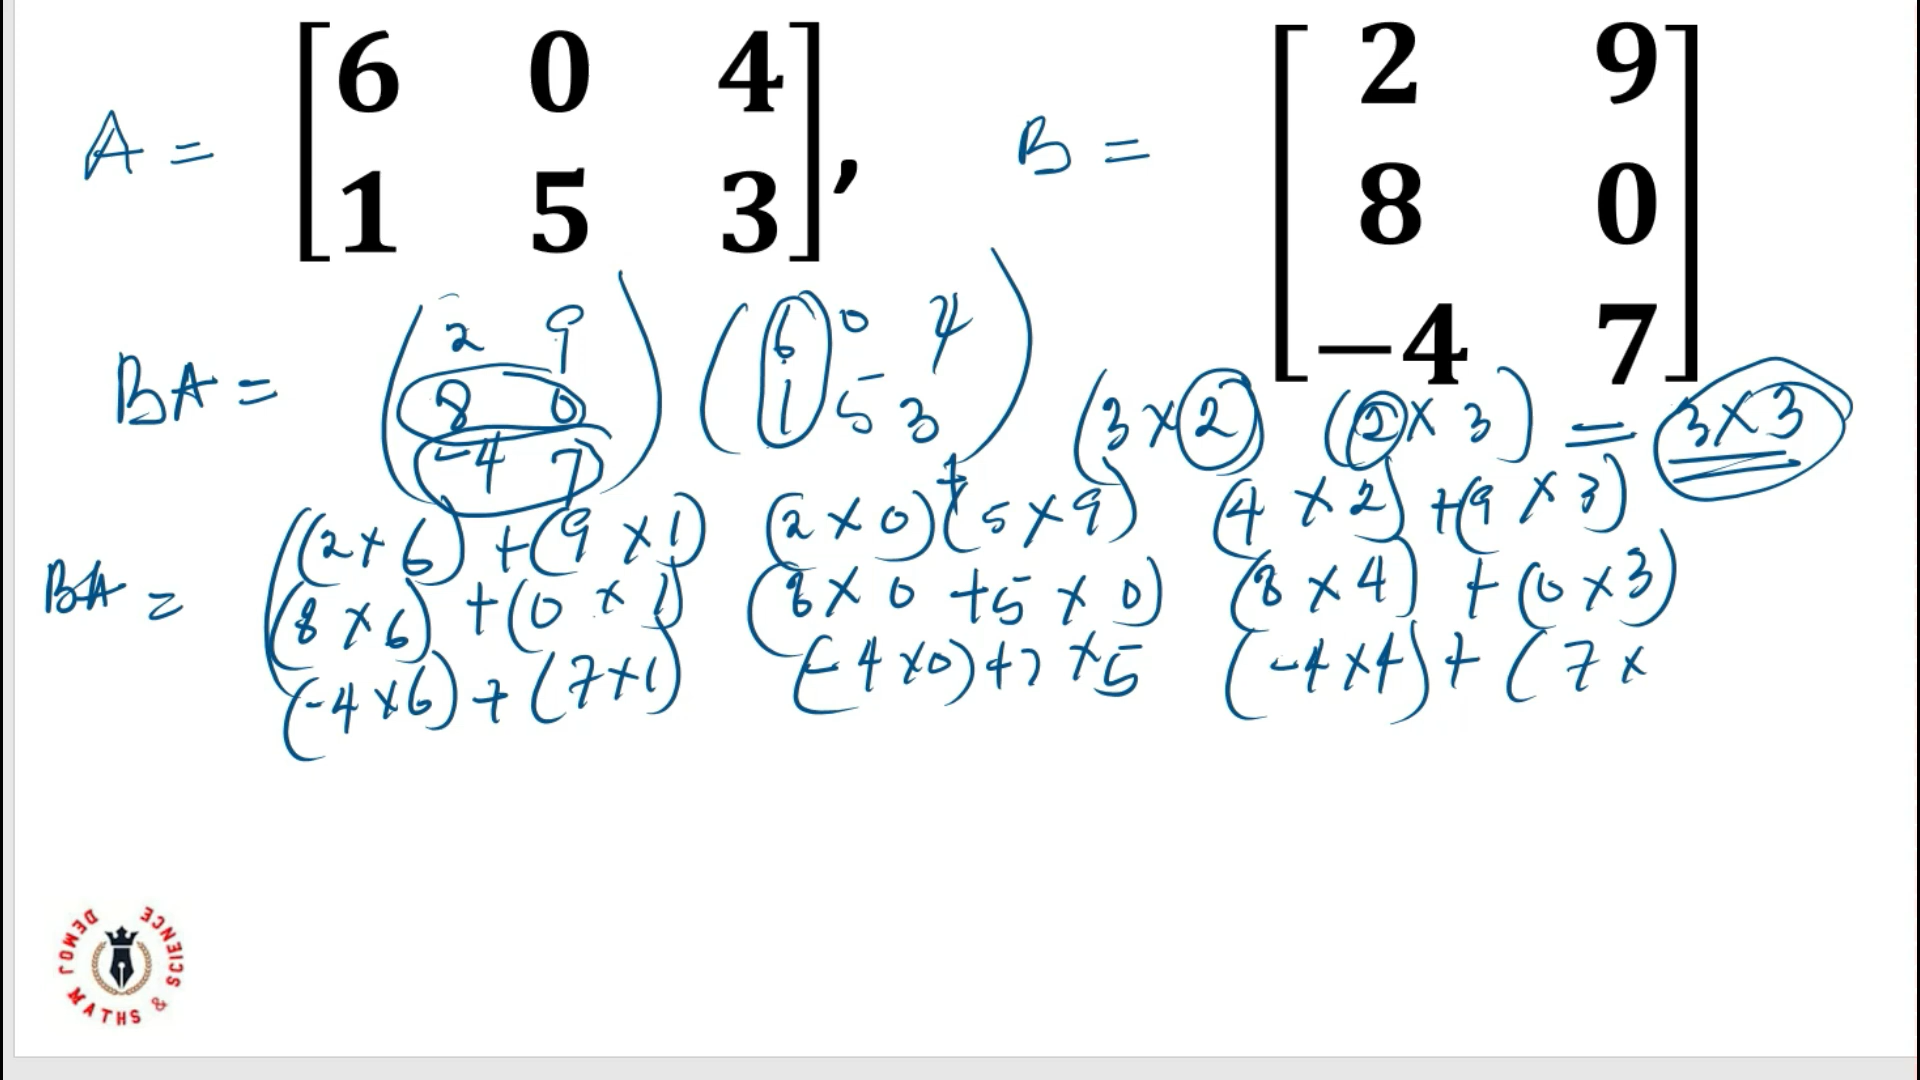 A = [6 0 4
1 5 3], B = [2 9
8 0
-4 7]
BA = (2 9
8 0
-4 7) (6 0 4
1 5 3) (3 × 2) (2 × 3) = 3×3
BA = ((2×6) + (9 × 1) (2 × 0) + (5 × 9) (4 × 2) + (9 × 3)
(8 × 6) + (0 × 1) (8 × 0 + 5 × 0) (8 × 4) + (0 × 3)
(-4 × 6) + (7×1) (-4 ×0) + 7 × 5 (-4 ×4) + (7 ×
DEMOJ MATHS & SCIENCE